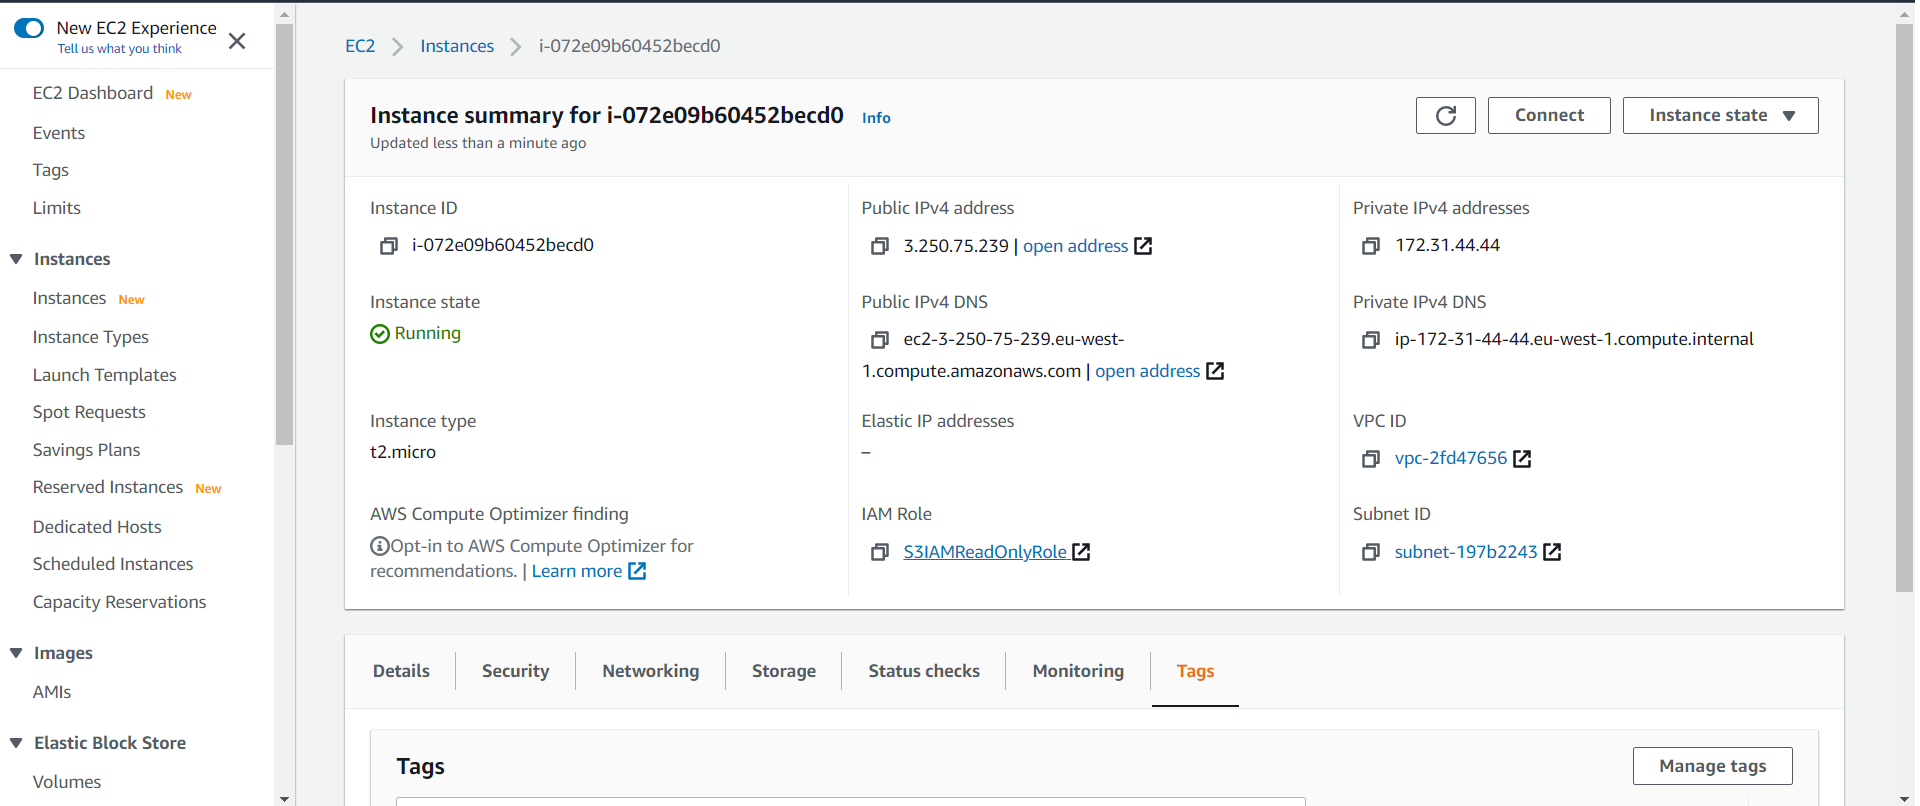 New EC2 Experience
Tell us what you think
EC2 Dashboard New
Events
Tags
Limits
Instances
Instances New
Instance Types
Launch Templates
Spot Requests
Savings Plans
Reserved Instances New
Dedicated Hosts
Scheduled Instances
Capacity Reservations
Images
AMIs
Elastic Block Store
Volumes
EC2 Instances i-072e09b60452becd0
Instance summary for i-072e09b60452becd0 Info
Updated less than a minute ago
Connect
Instance state
Instance ID
i-072e09b60452becd0
Public IPv4 address
3.250.75.239 | open address
Private IPv4 addresses
172.31.44.44
Instance state
Running
Public IPv4 DNS
ec2-3-250-75-239.eu-west-
1.compute.amazonaws.com | open address
Private IPv4 DNS
ip-172-31-44-44.eu-west-1.compute.internal
Instance type
t2.micro
Elastic IP addresses
–
VPC ID
vpc-2fd47656
AWS Compute Optimizer finding
Opt-in to AWS Compute Optimizer for
recommendations. | Learn more
IAM Role
S3IAMReadOnlyRole
Subnet ID
subnet-197b2243
Details Security Networking Storage Status checks Monitoring Tags
Tags
Manage tags